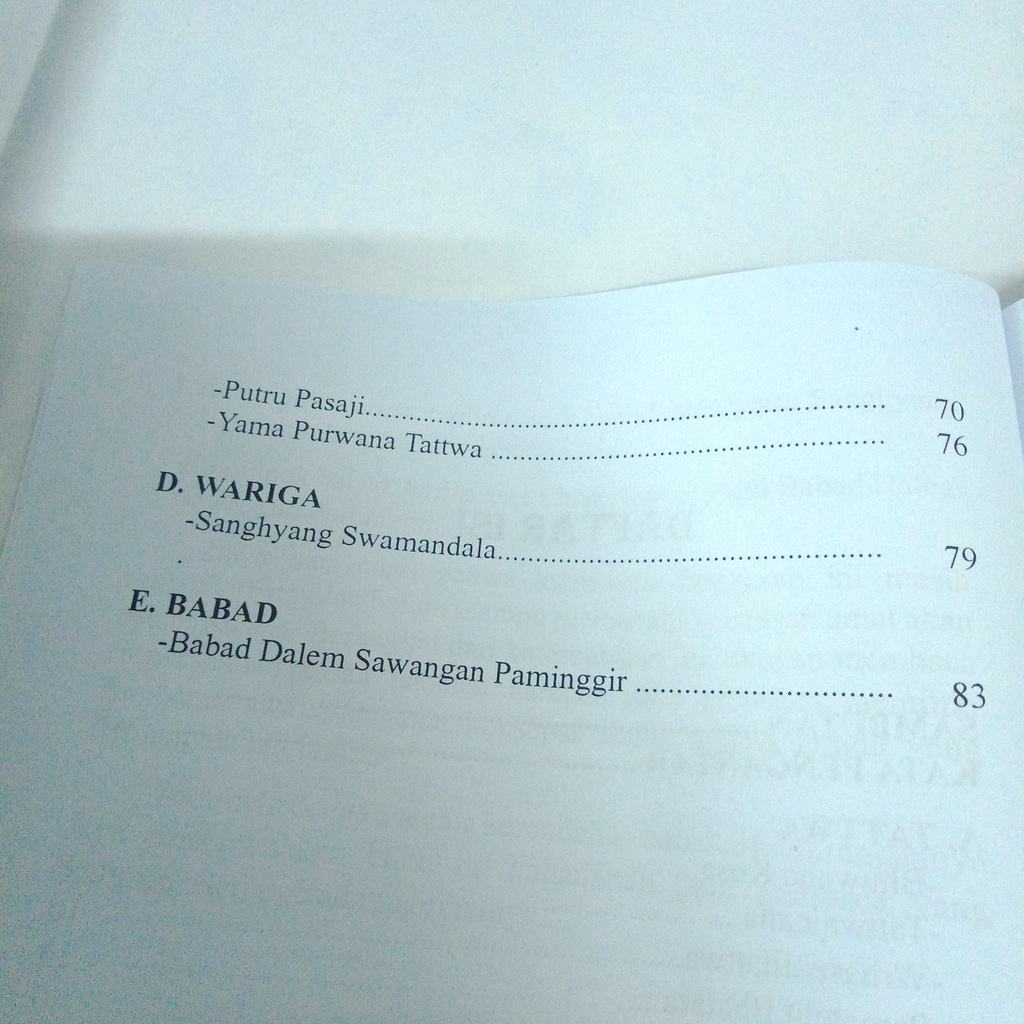 -Putru Pasaji.................................................................. 70
-Yama Purwana Tattwa .................................................. 76
D. WARIGA
-Sanghyang Swamandala................................................ 79
E. BABAD
-Babad Dalem Sawangan Paminggir ................................ 83